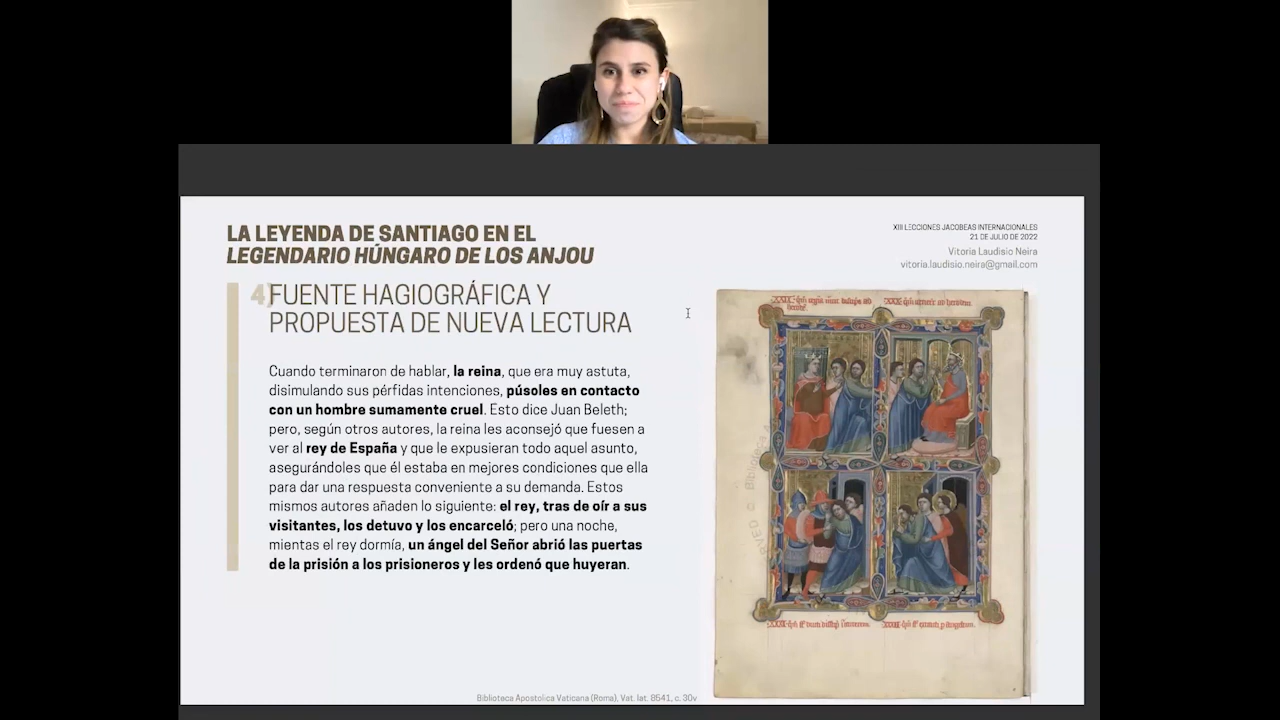 LA LEYENDA DE SANTIAGO EN EL
LEGENDARIO HÚNGARO DE LOS ANJOU
XIII LECCIONES JACOBEAS INTERNACIONALES
21 DE JULIO DE 2022
Vitoria Laudisio Neira
vitoria.laudisio.neira@gmail.com
4) FUENTE HAGIOGRÁFICA Y
PROPUESTA DE NUEVA LECTURA
Cuando terminaron de hablar, la reina, que era muy astuta,
disimulando sus pérfidas intenciones, púsoles en contacto
con un hombre sumamente cruel. Esto dice Juan Beleth;
pero, según otros autores, la reina les aconsejó que fuesen a
ver al rey de España y que le expusieran todo aquel asunto,
asegurándoles que él estaba en mejores condiciones que ella
para dar una respuesta conveniente a su demanda. Estos
mismos autores añaden lo siguiente: el rey, tras de oír a sus
visitantes, los detuvo y los encarceló; pero una noche,
mientas el rey dormía, un ángel del Señor abrió las puertas
de la prisión a los prisioneros y les ordenó que huyeran.
Biblioteca Apostolica Vaticana (Roma), Vat. lat. 8541, c. 30v